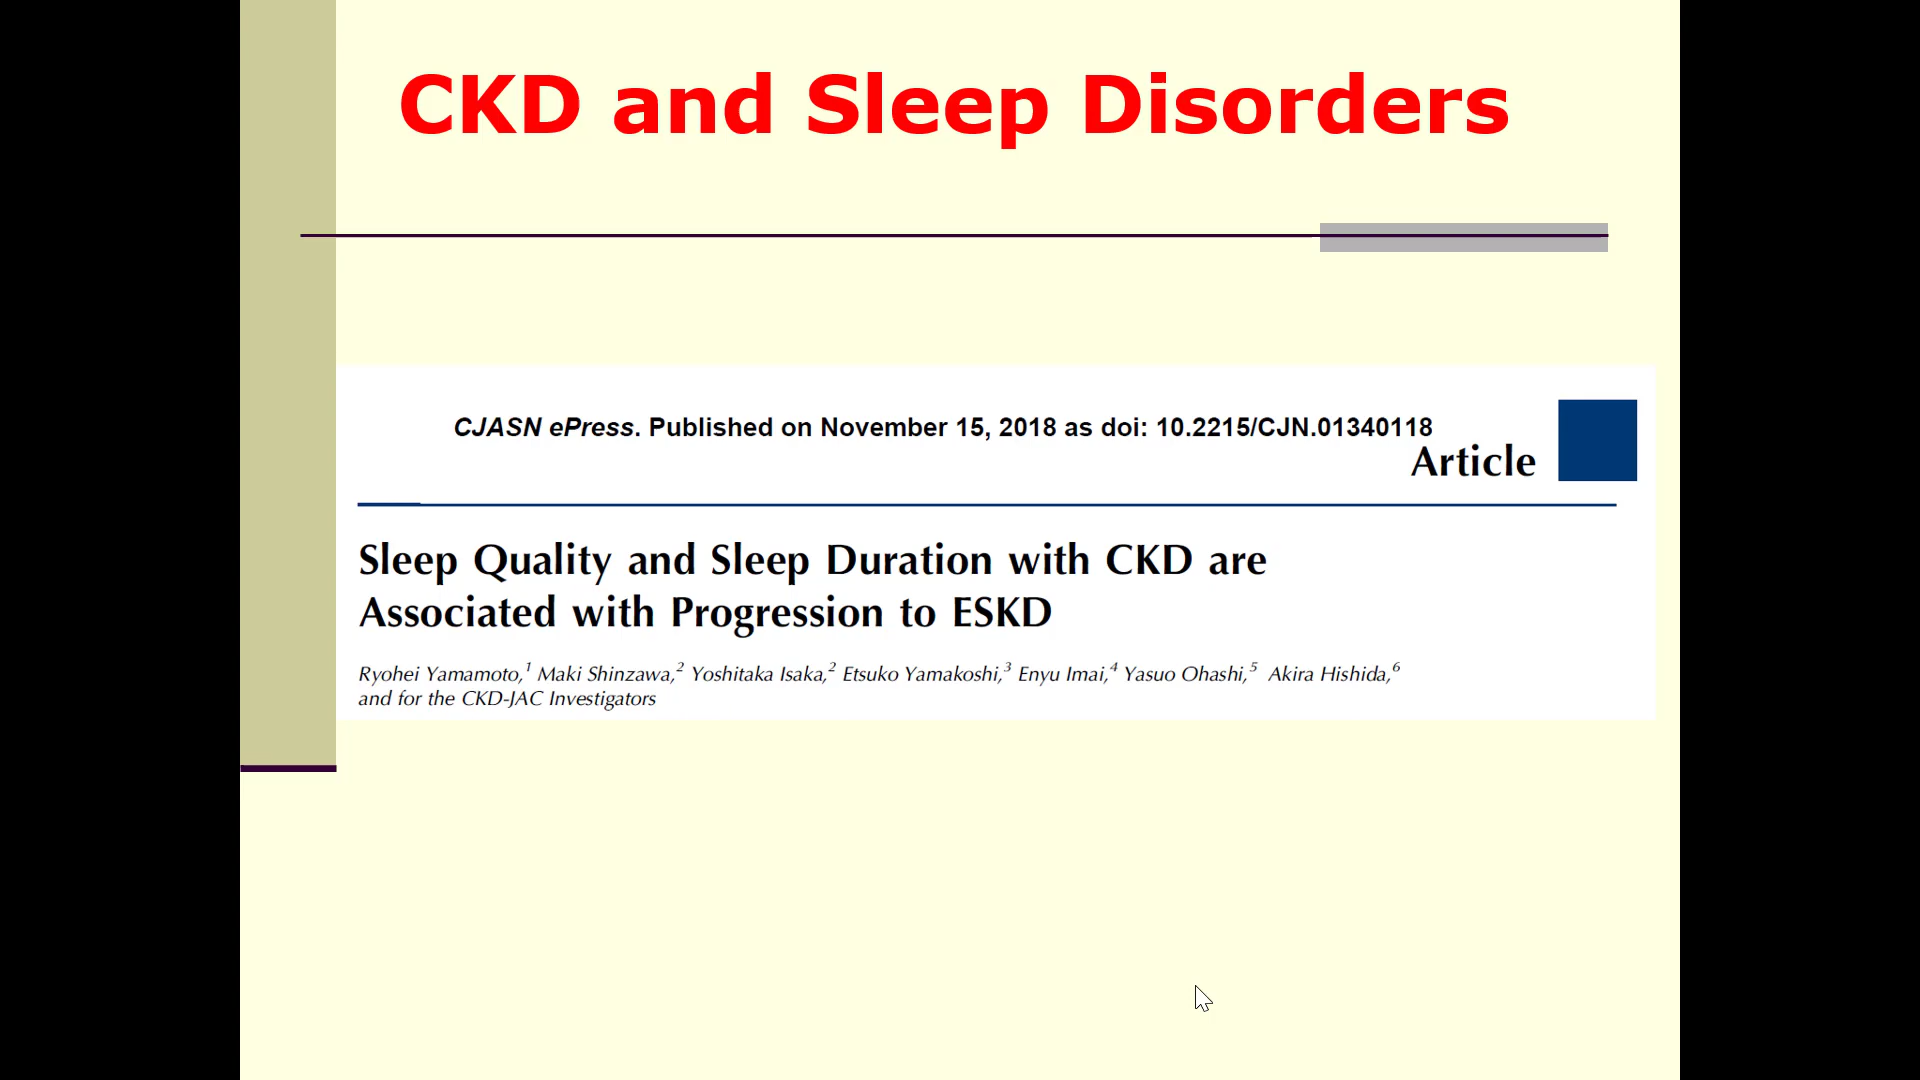 CKD and Sleep Disorders
CJASN ePress. Published on November 15, 2018 as doi: 10.2215/CJN.01340118
Article
Sleep Quality and Sleep Duration with CKD are
Associated with Progression to ESKD
Ryohei Yamamoto,1 Maki Shinzawa,2 Yoshitaka Isaka,2 Etsuko Yamakoshi,3 Enyu Imai,4 Yasuo Ohashi,5 Akira Hishida,6
and for the CKD-JAC Investigators